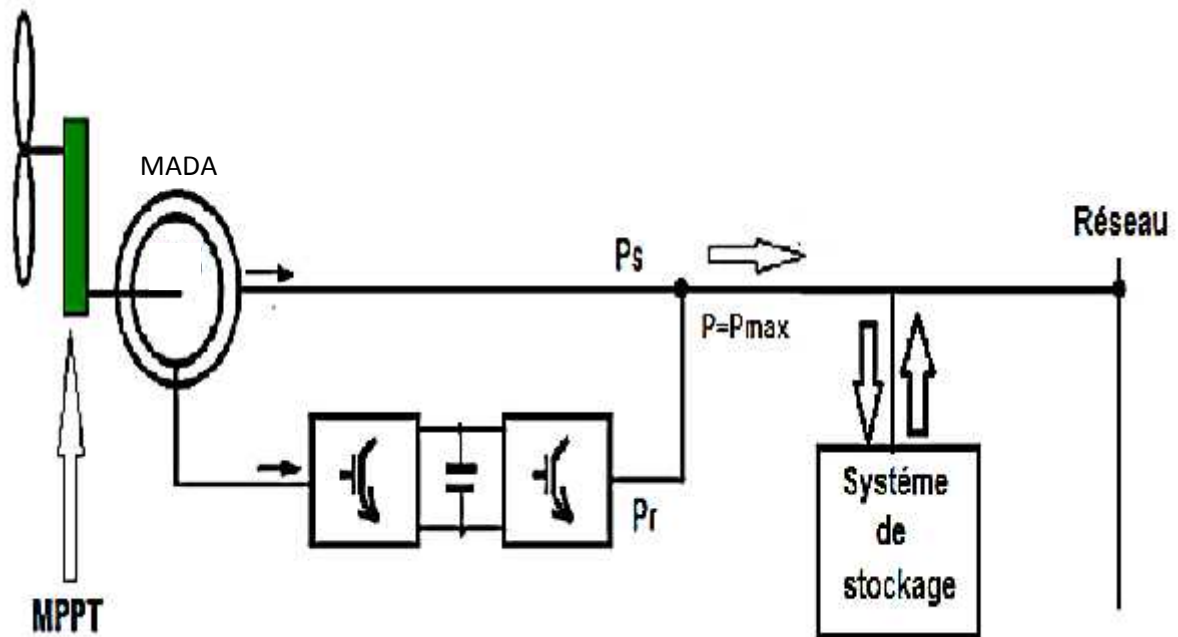 MADA
Ps
Réseau
P=Pmax
Systéme
de
stockage
Pr
MPPT